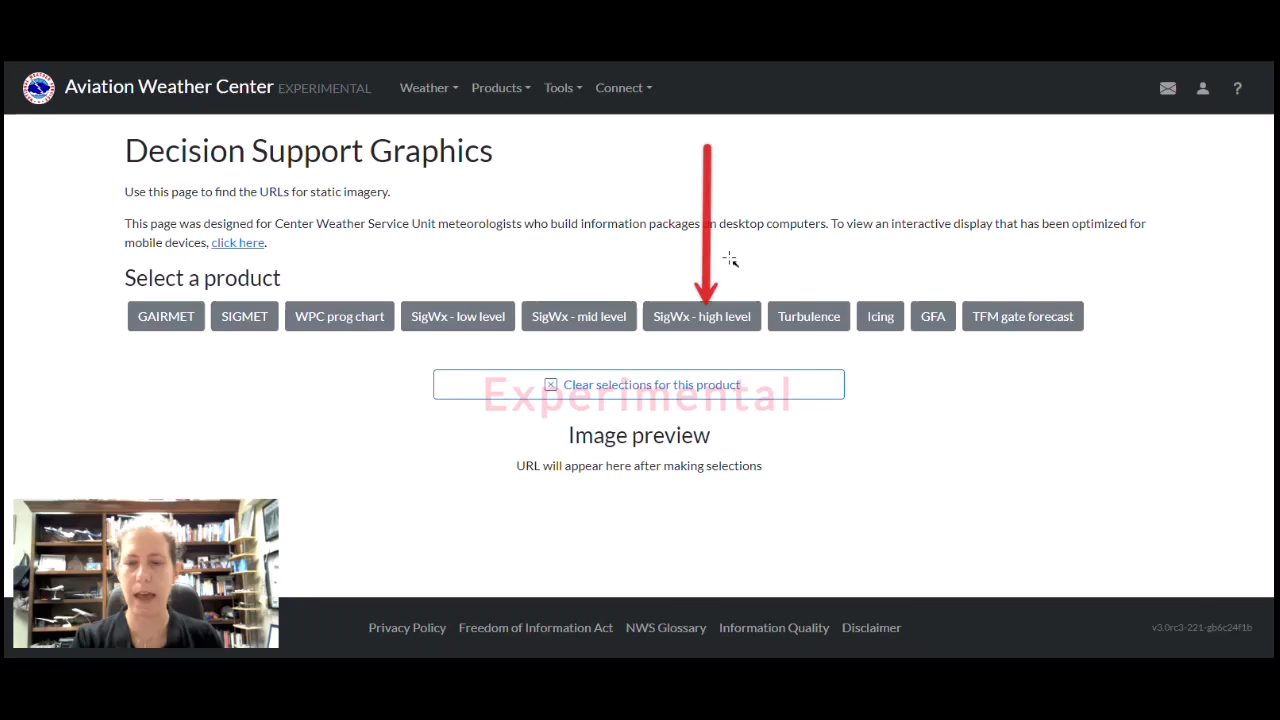 Aviation Weather Center EXPERIMENTAL Weather Products Tools Connect ?
Decision Support Graphics
Use this page to find the URLs for static imagery.
This page was designed for Center Weather Service Unit meteorologists who build information packages on desktop computers. To view an interactive display that has been optimized for
mobile devices, click here.
Select a product
GAIRMET SIGMET WPC prog chart SigWx - low level SigWx - mid level SigWx - high level Turbulence Icing GFA TFM gate forecast
Clear selections for this product
Experimental
Image preview
URL will appear here after making selections
Privacy Policy Freedom of Information Act NWS Glossary Information Quality Disclaimer v3.0rc3-221-gb6c24f1b